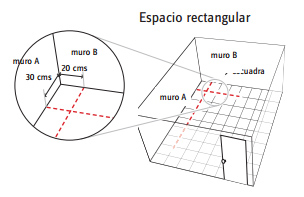 Espacio rectangular
muro B
20 cms
muro A
30 cms
muro B
muro A